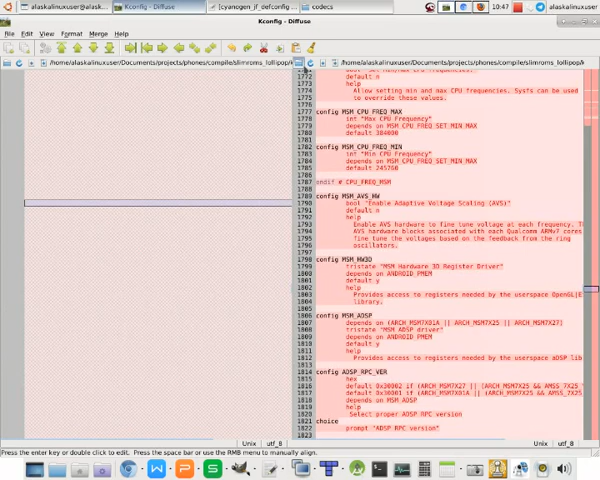 alaskalinuxuser@alask...
Kconfig - Diffuse
alaskalinuxuser@alask...
[cyanogen_jf_defconfig ...
codecs
10:47
alaskalinuxuser
Kconfig - Diffuse
File Edit View Format Merge Help
/home/alaskalinuxuser/Documents/projects/phones/compile/slimroms_lollipop/k
/home/alaskalinuxuser/Documents/projects/phones/compile/slimroms_lollipop/k
1772 default n
1773 help
1774 Allow setting min and max CPU frequencies. Sysfs can be used
1775 to override these values.
1776
1777 config MSM_CPU_FREQ_MAX
1778 int "Max CPU Frequency"
1779 depends on MSM_CPU_FREQ_SET_MIN_MAX
1780 default 384000
1781
1782 config MSM_CPU_FREQ_MIN
1783 int "Min CPU Frequency"
1784 depends on MSM_CPU_FREQ_SET_MIN_MAX
1785 default 245760
1786
1787 endif # CPU_FREQ_MSM
1788
1789 config MSM_AVS_HW
1790 bool "Enable Adaptive Voltage Scaling (AVS)"
1791 default n
1792 help
1793 Enable AVS hardware to fine tune voltage at each frequency. T
1794 AVS hardware blocks associated with each Qualcomm ARMv7 cores
1795 fine tune the voltages based on the feedback from the ring
1796 oscillators.
1797
1798 config MSM_HW3D
1799 tristate "MSM Hardware 3D Register Driver"
1800 depends on ANDROID_PMEM
1801 default y
1802 help
1803 Provides access to registers needed by the userspace OpenGL|E
1804 library.
1805
1806 config MSM_ADSP
1807 depends on (ARCH_MSM7X01A || ARCH_MSM7X25 || ARCH_MSM7X27)
1808 tristate "MSM ADSP driver"
1809 depends on ANDROID_PMEM
1810 default y
1811 help
1812 Provides access to registers needed by the userspace aDSP lib
1813
1814 config ADSP_RPC_VER
1815 hex
1816 default 0x30002 if (ARCH_MSM7X27 || (ARCH_MSM7X25 && AMSS_7X25_
1817 default 0x30001 if (ARCH_MSM7X01A || (ARCH_MSM7X25 && AMSS_7X25
1818 depends on MSM_ADSP
1819 help
1820 Select proper ADSP RPC version
1821 choice
1822 prompt "ADSP RPC version"
1823
Unix utf_8
Unix utf_8
Press the enter key or double click to edit. Press the space bar or use the RMB menu to manually align.